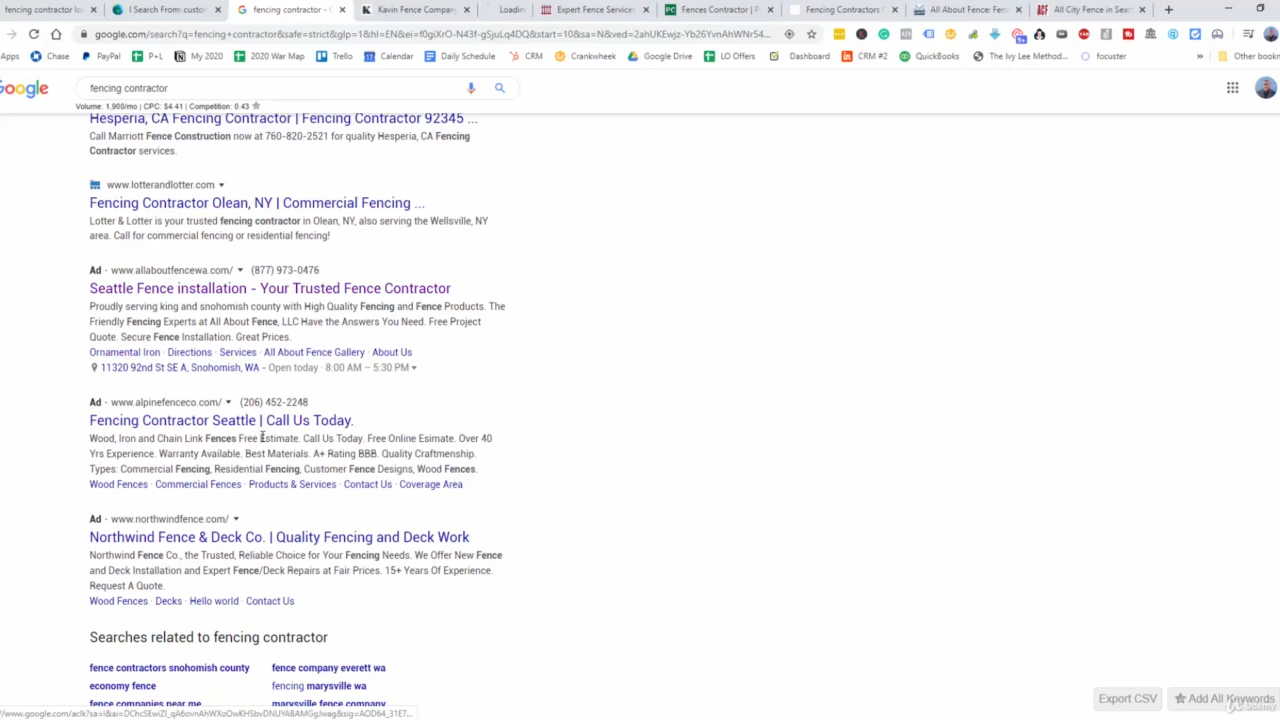 fencing contractor lo
I Search From: custor
fencing contractor - G
Kavin Fence Company
Loadin
Expert Fence Services
Fences Contractor | P
Fencing Contractors
All About Fence: Fenc
All City Fence in Seat
google.com/search?q=fencing+contractor&safe=strict&glp=1&hl=EN&ei=f0giXrO-N43f-gSjuLq4DQ&start=10&sa=N&ved=2ahUKEwjz-Yb26YvnAhWNr54...
Apps Chase PayPal P+L My 2020 2020 War Map Trello Calendar Daily Schedule CRM Crankwheek Google Drive LO Offers Dashboard CRM #2 QuickBooks The Ivy Lee Method... focuster » Other bookm
Google
fencing contractor
Volume: 1,900/mo | CPC: $4.41 | Competition: 0.43
Hesperia, CA Fencing Contractor | Fencing Contractor 92345 ...
Call Marriott Fence Construction now at 760-820-2521 for quality Hesperia, CA Fencing
Contractor services.
www.lotterandlotter.com
Fencing Contractor Olean, NY | Commercial Fencing ...
Lotter & Lotter is your trusted fencing contractor in Olean, NY, also serving the Wellsville, NY
area. Call for commercial fencing or residential fencing!
Ad · www.allaboutfencewa.com/ (877) 973-0476
Seattle Fence installation - Your Trusted Fence Contractor
Proudly serving king and snohomish county with High Quality Fencing and Fence Products. The
Friendly Fencing Experts at All About Fence, LLC Have the Answers You Need. Free Project
Quote. Secure Fence Installation. Great Prices.
Ornamental Iron · Directions · Services · All About Fence Gallery · About Us
11320 92nd St SE A, Snohomish, WA - Open today · 8:00 AM – 5:30 PM
Ad · www.alpinefenceco.com/ (206) 452-2248
Fencing Contractor Seattle | Call Us Today.
Wood, Iron and Chain Link Fences Free Estimate. Call Us Today. Free Online Esimate. Over 40
Yrs Experience. Warranty Available. Best Materials. A+ Rating BBB. Quality Craftmenship.
Types: Commercial Fencing, Residential Fencing, Customer Fence Designs, Wood Fences.
Wood Fences · Commercial Fences · Products & Services · Contact Us · Coverage Area
Ad · www.northwindfence.com/
Northwind Fence & Deck Co. | Quality Fencing and Deck Work
Northwind Fence Co., the Trusted, Reliable Choice for Your Fencing Needs. We Offer New Fence
and Deck Installation and Expert Fence/Deck Repairs at Fair Prices. 15+ Years Of Experience.
Request A Quote.
Wood Fences · Decks · Hello world · Contact Us
Searches related to fencing contractor
fence contractors snohomish county
fence company everett wa
economy fence
fencing marysville wa
fence companies near me
marysville fence company
Export CSV
Add All Keywords
Udemy